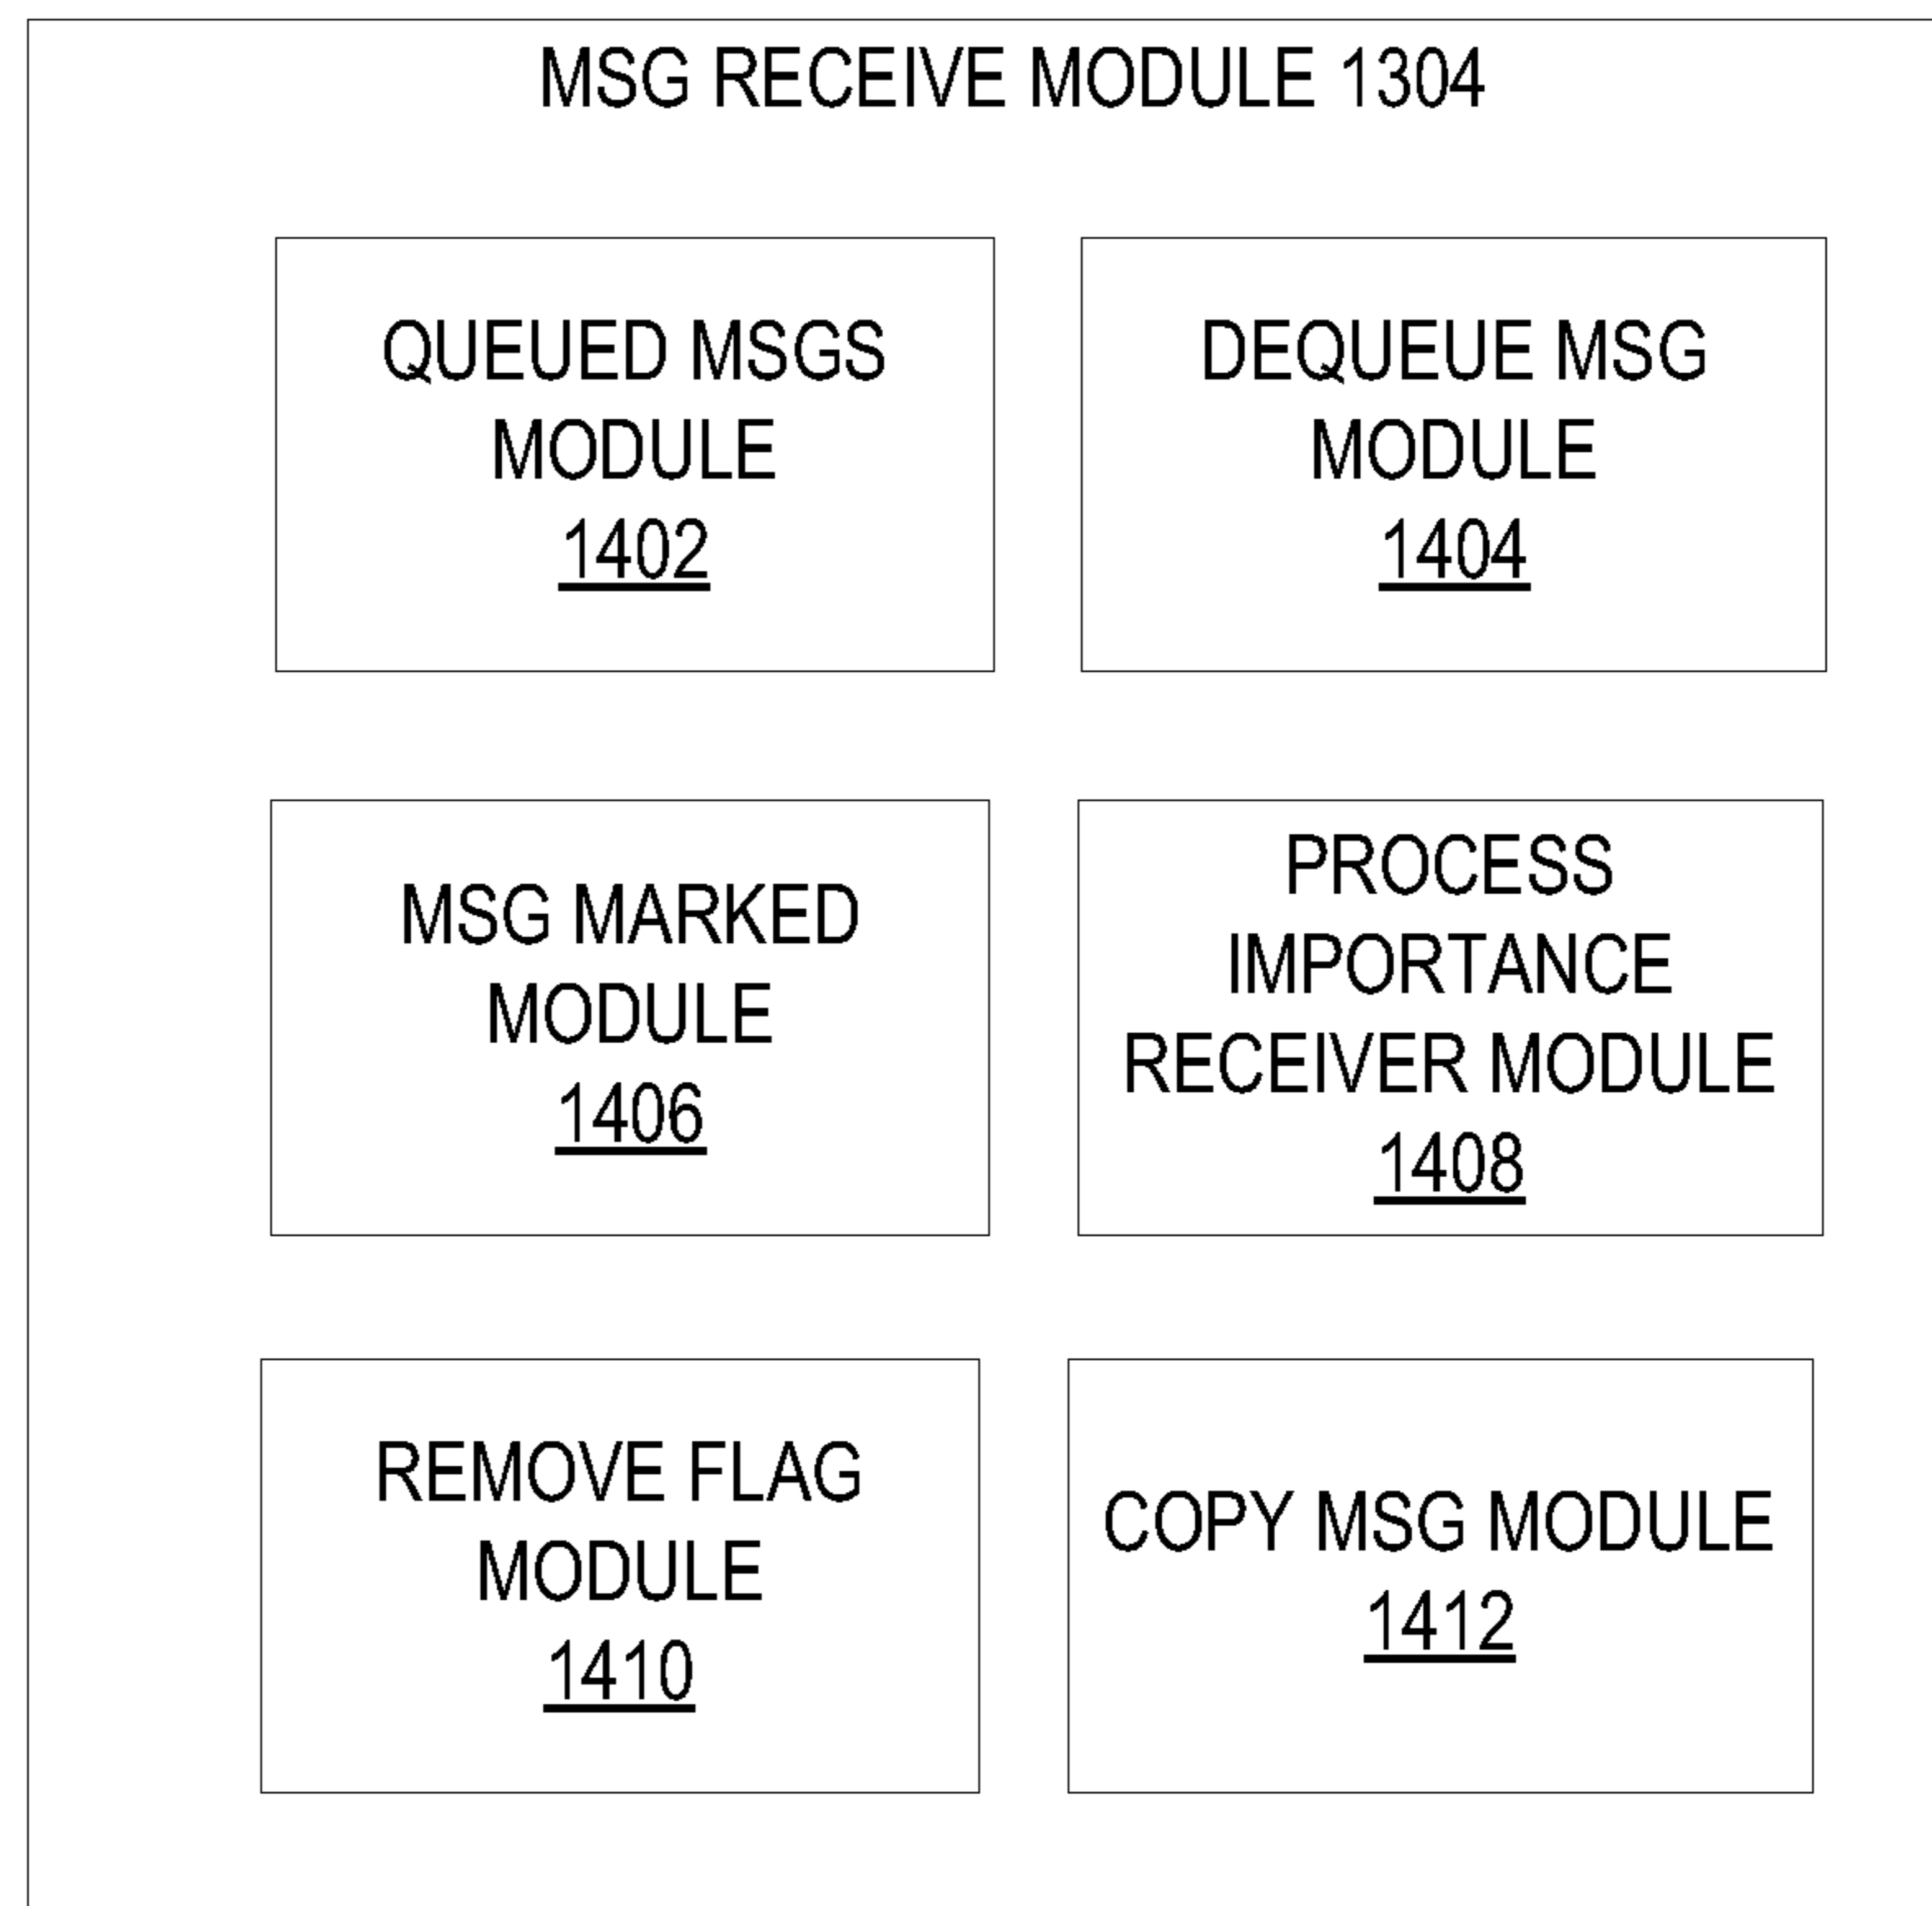 MSG RECEIVE MODULE 1304
QUEUED MSGS
MODULE
1402
DEQUEUE MSG
MODULE
1404
MSG MARKED
MODULE
1406
PROCESS
IMPORTANCE
RECEIVER MODULE
1408
REMOVE FLAG
MODULE
1410
COPY MSG MODULE
1412